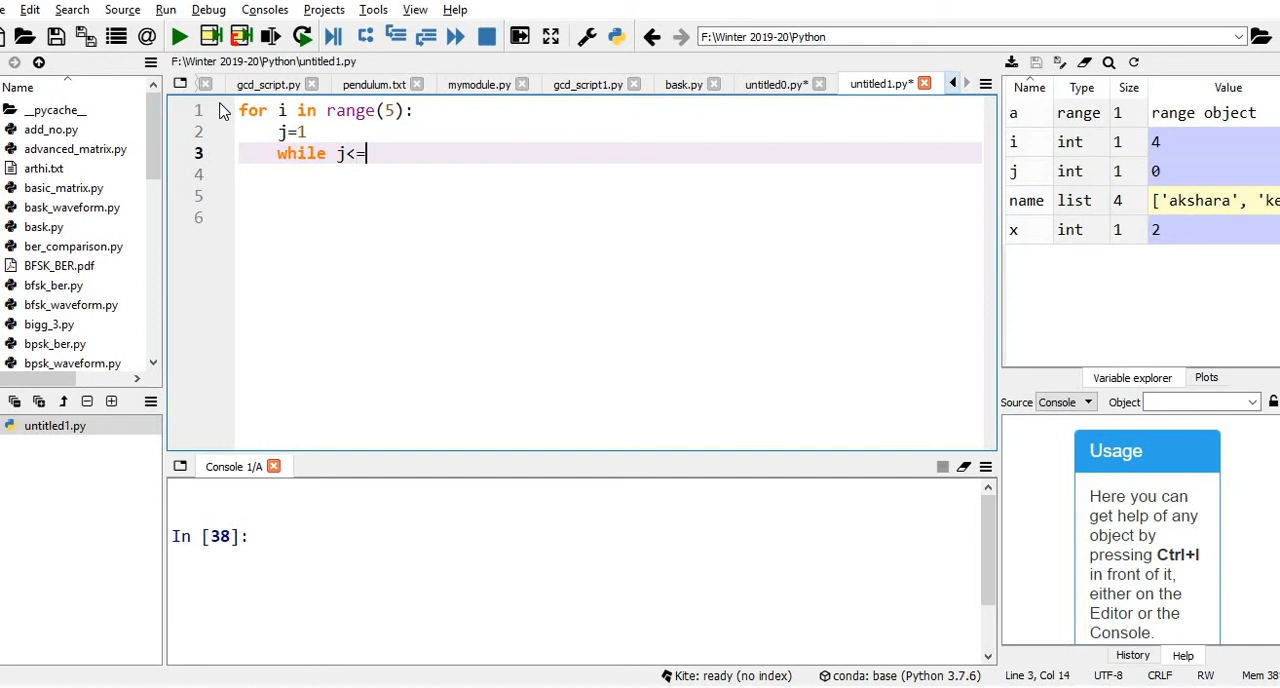 Edit Search Source Run Debug Consoles Projects Tools View Help
F:\Winter 2019-20\Python
F:\Winter 2019-20\Python\untitled1.py
Name
__pycache__
add_no.py
advanced_matrix.py
arthi.txt
basic_matrix.py
bask_waveform.py
bask.py
ber_comparison.py
BFSK_BER.pdf
bfsk_ber.py
bfsk_waveform.py
bigg_3.py
bpsk_ber.py
bpsk_waveform.py
untitled1.py
gcd_script.py pendulum.txt mymodule.py gcd_script1.py bask.py untitled0.py* untitled1.py*
1 for i in range(5):
2 j=1
3 while j<=
4
5
6
Console 1/A
In [38]:
Name Type Size Value
a range 1 range object
i int 1 4
j int 1 0
name list 4 ['akshara', 'ke
x int 1 2
Variable explorer Plots
Source Console Object
Usage
Here you can
get help of any
object by
pressing Ctrl+I
in front of it,
either on the
Editor or the
Console.
History Help
Kite: ready (no index) conda: base (Python 3.7.6) Line 3, Col 14 UTF-8 CRLF RW Mem 38